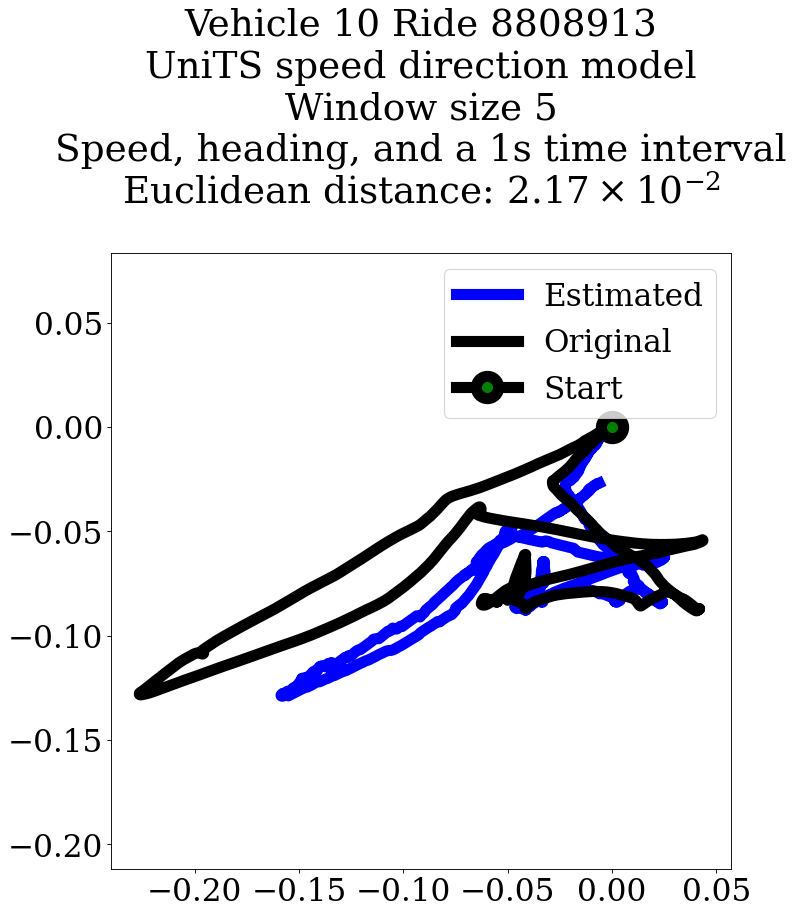 Vehicle 10 Ride 8808913
UniTS speed direction model
Window size 5
Speed, heading, and a 1s time interval
Euclidean distance: 2.17 × 10⁻²
Estimated
Original
Start
0.05
0.00
−0.05
−0.10
−0.15
−0.20
−0.20 −0.15 −0.10 −0.05 0.00 0.05